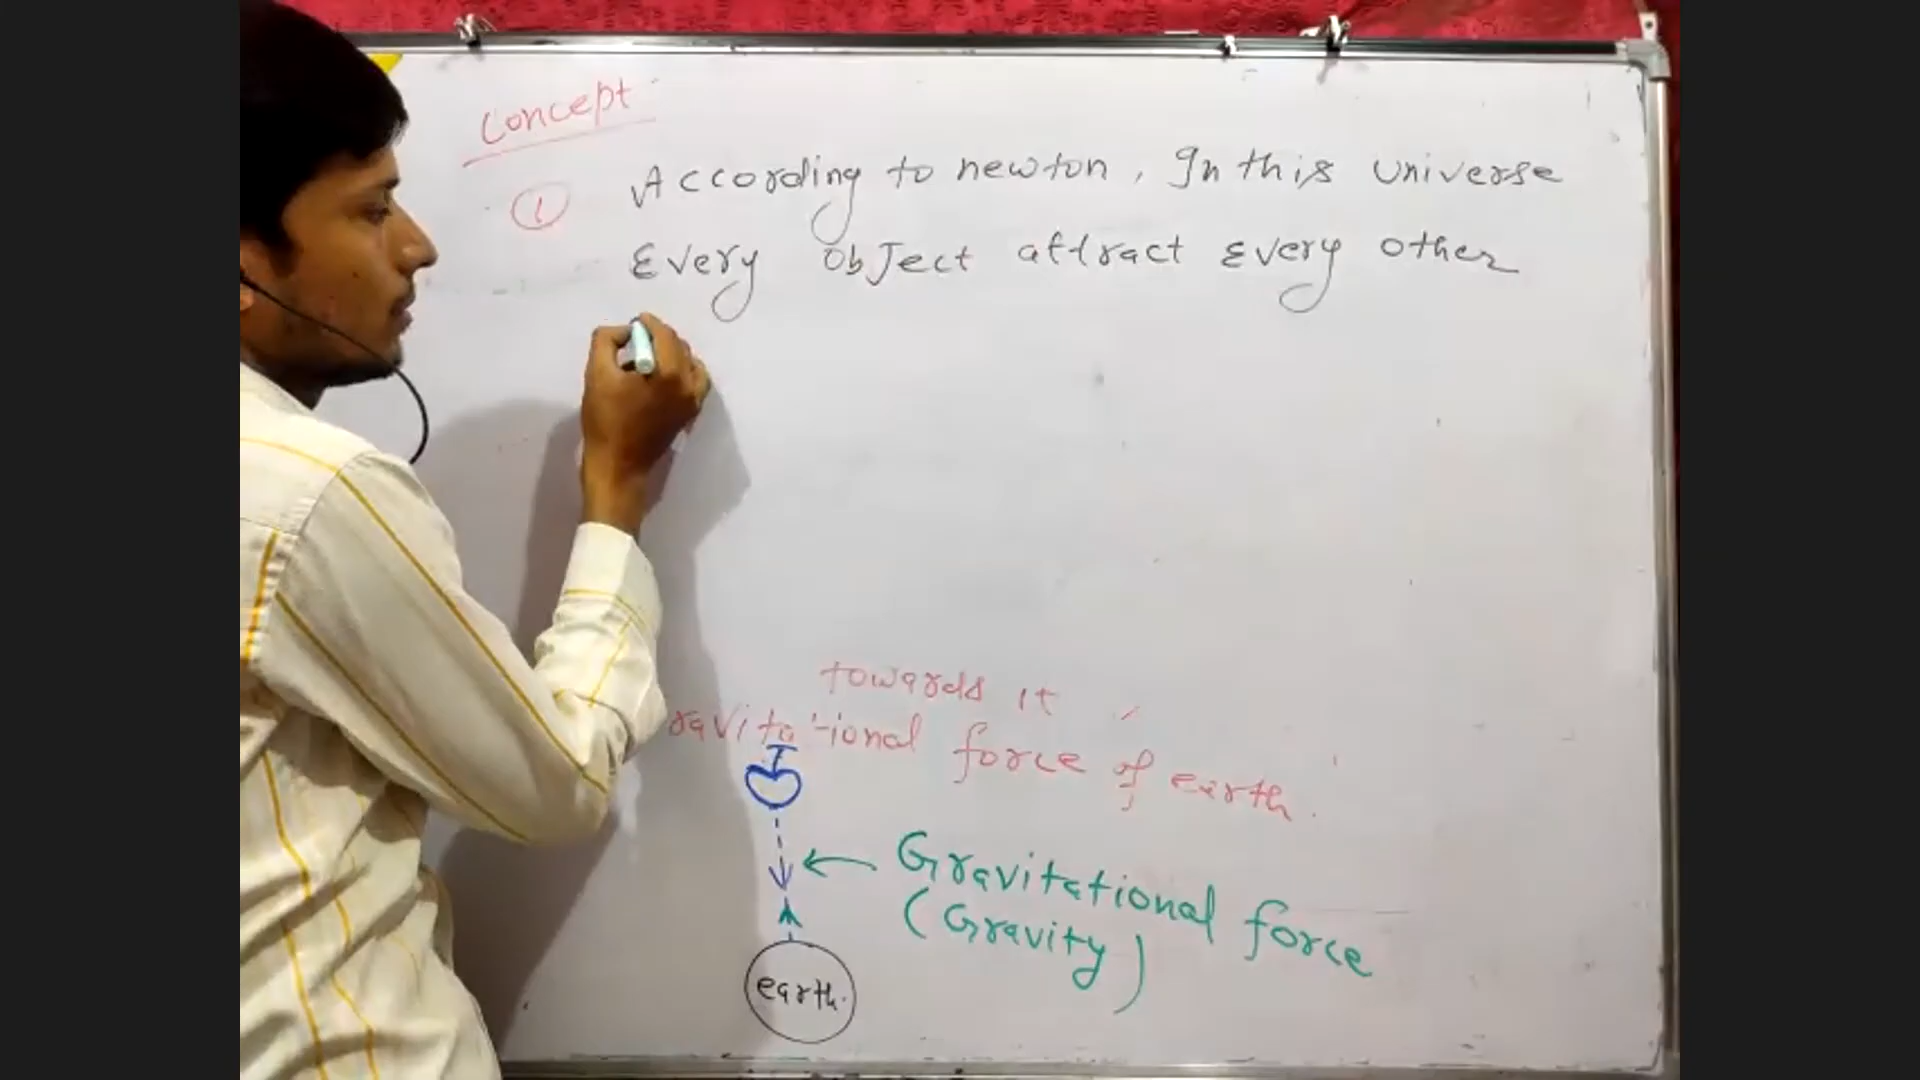 Concept
① According to newton, In this universe
Every object attract every other
towards it
ravitational force of earth.
Gravitational force
(Gravity)
earth.